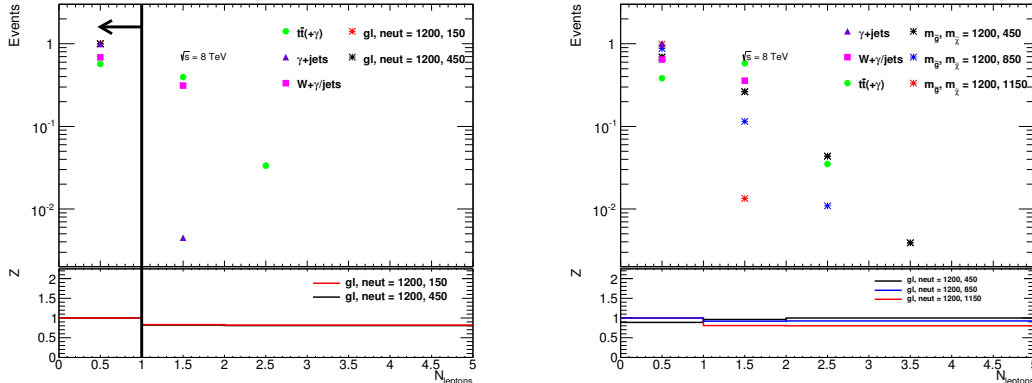 Events
1
10⁻¹
10⁻²
tt̄(+γ)
γ+jets
W+γ/jets
gl, neut = 1200, 150
gl, neut = 1200, 450
√s = 8 TeV
Z
2
1.5
1
0.5
0
gl, neut = 1200, 150
gl, neut = 1200, 450
0 0.5 1 1.5 2 2.5 3 3.5 4 4.5 5
N_leptons
Events
1
10⁻¹
10⁻²
γ+jets
W+γ/jets
tt̄(+γ)
m_g̃, m_χ̃ = 1200, 450
m_g̃, m_χ̃ = 1200, 850
m_g̃, m_χ̃ = 1200, 1150
√s = 8 TeV
Z
2
1.5
1
0.5
0
gl, neut = 1200, 450
gl, neut = 1200, 850
gl, neut = 1200, 1150
0 0.5 1 1.5 2 2.5 3 3.5 4 4.5 5
N_leptons